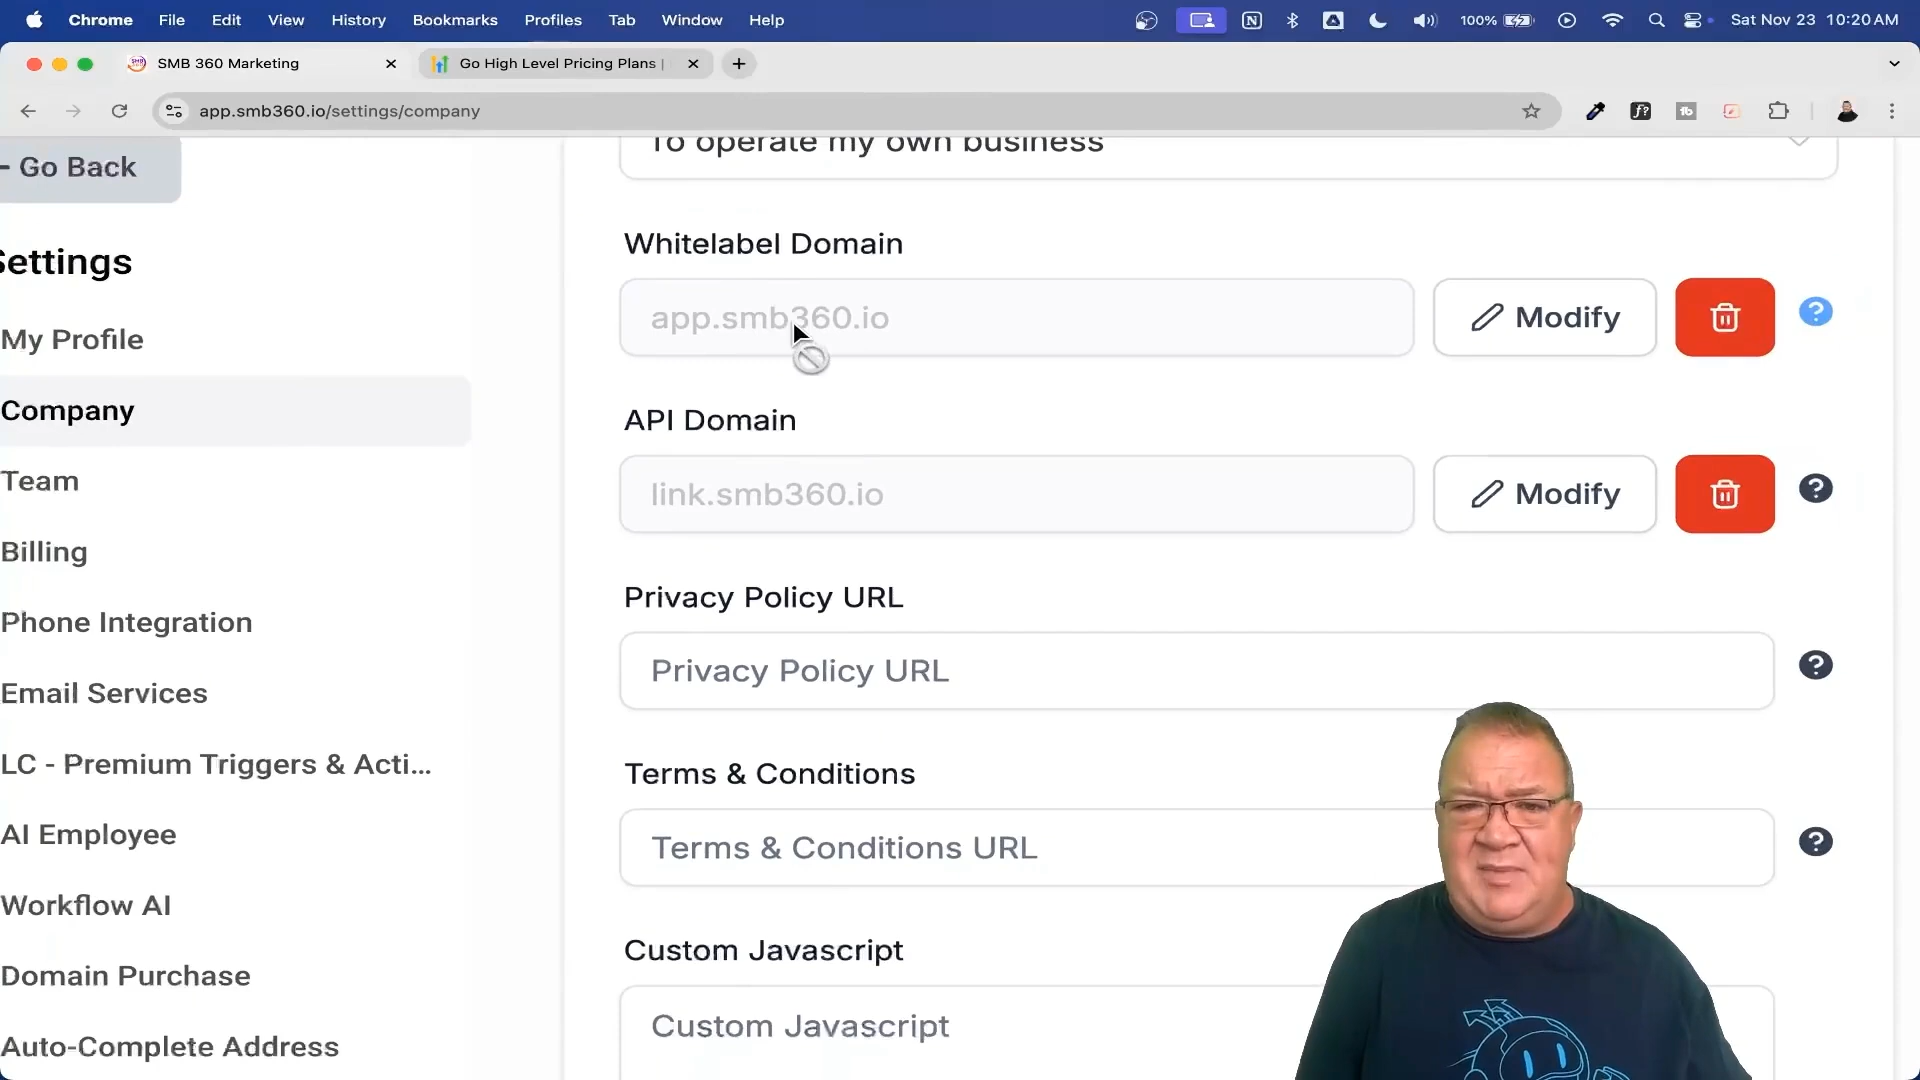 Chrome File Edit View History Bookmarks Profiles Tab Window Help 100% Sat Nov 23 10:20 AM
SMB 360 Marketing Go High Level Pricing Plans |
app.smb360.io/settings/company
Go Back
To operate my own business
Settings
My Profile
Company
Team
Billing
Phone Integration
Email Services
LC - Premium Triggers & Acti...
AI Employee
Workflow AI
Domain Purchase
Auto-Complete Address
Whitelabel Domain
app.smb360.io Modify
API Domain
link.smb360.io Modify
Privacy Policy URL
Privacy Policy URL
Terms & Conditions
Terms & Conditions URL
Custom Javascript
Custom Javascript